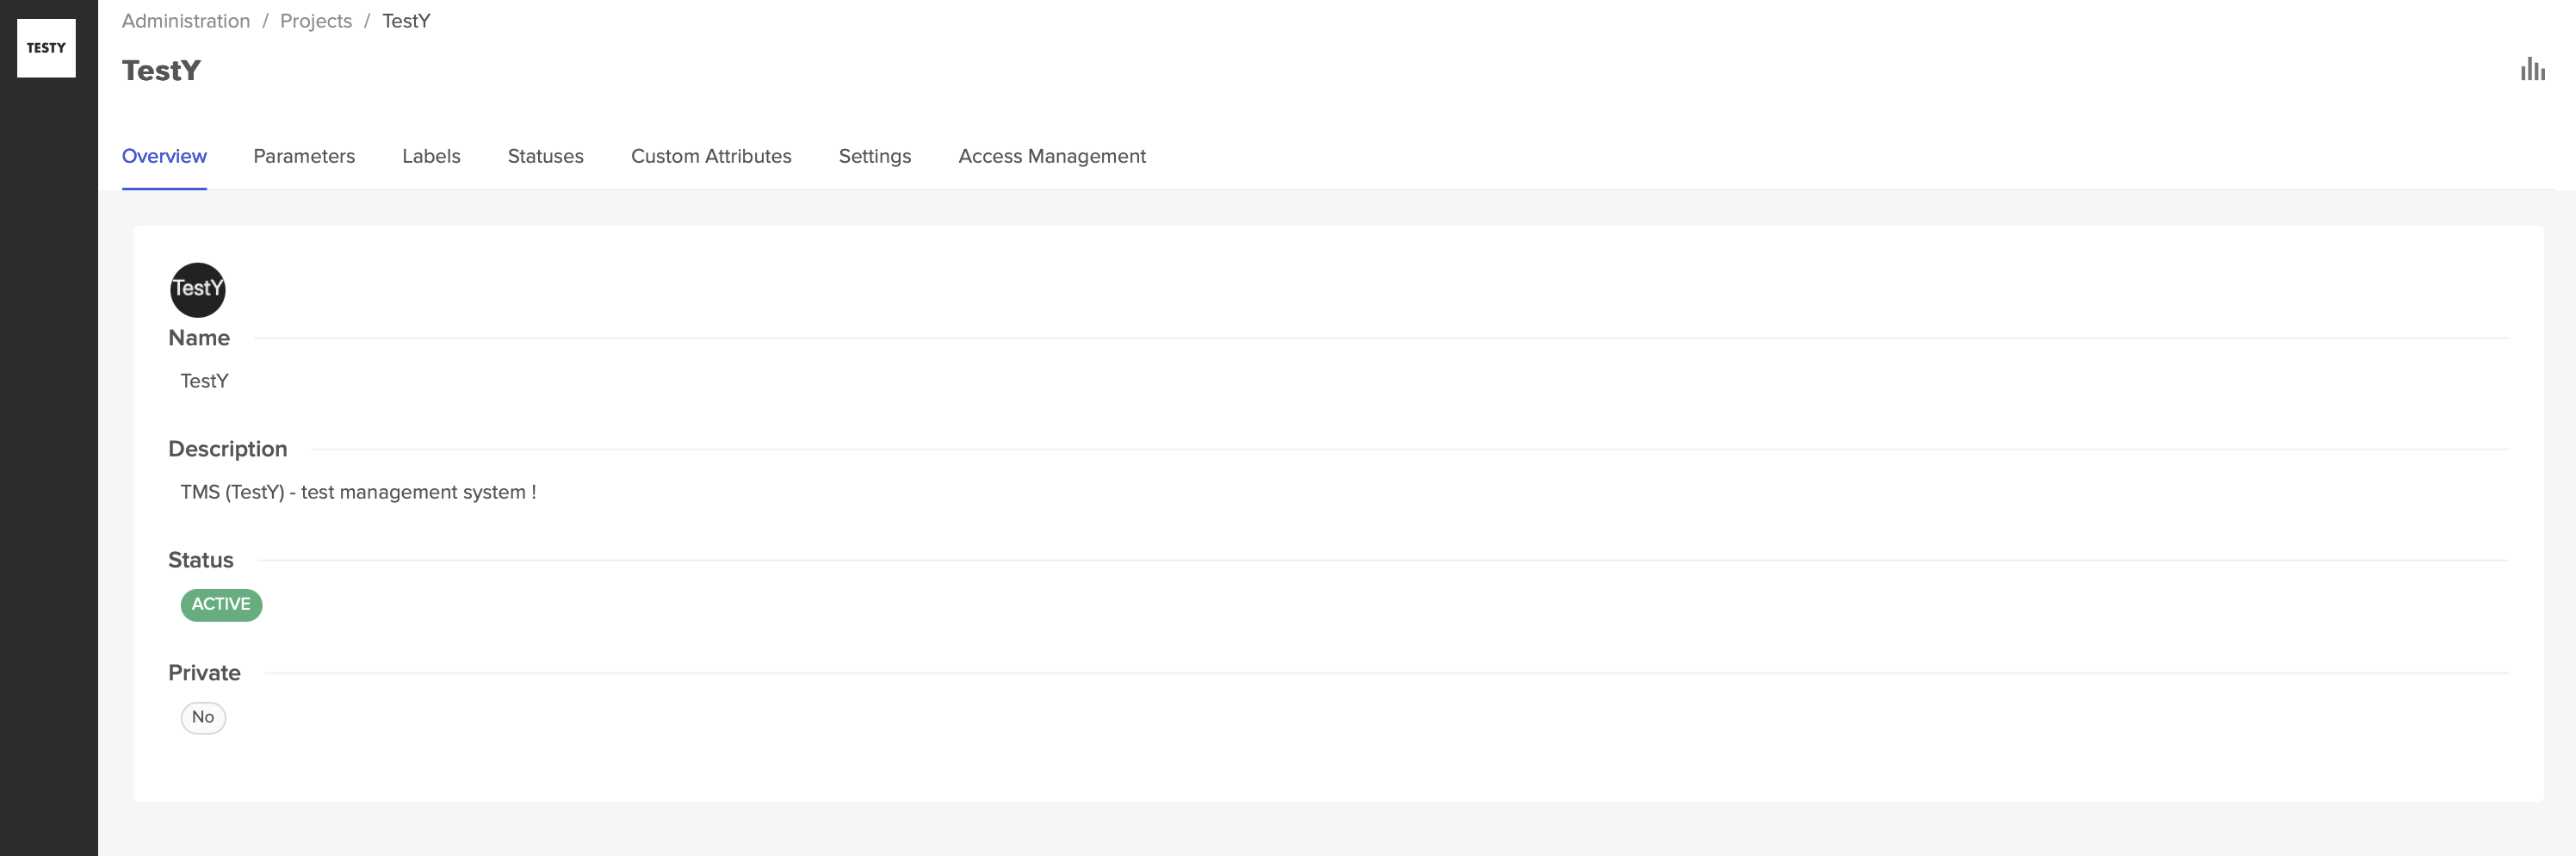 TESTY
Administration / Projects / TestY
TestY
Overview Parameters Labels Statuses Custom Attributes Settings Access Management
TestY
Name
TestY
Description
TMS (TestY) - test management system !
Status
ACTIVE
Private
No